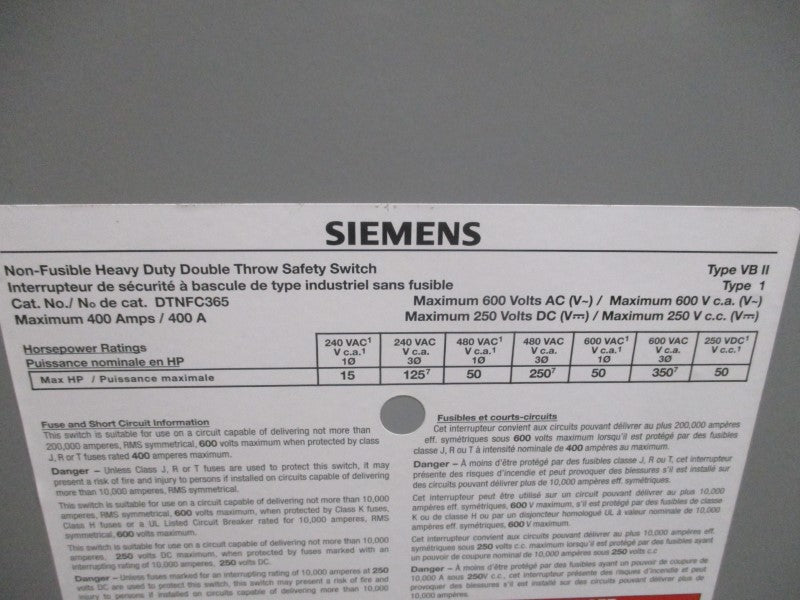 SIEMENS
Non-Fusible Heavy Duty Double Throw Safety Switch
Type VB II
Interrupteur de sécurité à bascule de type industriel sans fusible
Type 1
Cat. No./ No de cat. DTNFC365
Maximum 600 Volts AC (V~) / Maximum 600 V c.a. (V~)
Maximum 400 Amps / 400 A
Maximum 250 Volts DC (V⎓) / Maximum 250 V c.c. (V⎓)
Horsepower Ratings
Puissance nominale en HP
240 VAC¹ V c.a.¹ 1Ø
240 VAC V c.a. 3Ø
480 VAC¹ V c.a.¹ 1Ø
480 VAC V c.a. 3Ø
600 VAC¹ V c.a.¹ 1Ø
600 VAC V c.a. 3Ø
250 VDC¹ V c.c.¹
Max HP / Puissance maximale 15 125⁷ 50 250⁷ 50 350⁷ 50
Fuse and Short Circuit Information
This switch is suitable for use on a circuit capable of delivering not more than
200,000 amperes, RMS symmetrical, 600 volts maximum when protected by class
J, R or T fuses rated 400 amperes maximum.
Danger – Unless Class J, R or T fuses are used to protect this switch, it may
present a risk of fire and injury to persons if installed on circuits capable of delivering
more than 10,000 amperes, RMS symmetrical.
This switch is suitable for use on a circuit capable of delivering not more than 10,000
amperes, RMS symmetrical, 600 volts maximum, when protected by Class K fuses,
Class H fuses or a UL Listed Circuit Breaker rated for 10,000 amperes, RMS
symmetrical, 600 volts maximum.
This switch is suitable for use on a circuit capable of delivering not more than 10,000
amperes, 250 volts DC maximum, when protected by fuses marked with an
interrupting rating of 10,000 amperes, 250 volts DC.
Danger – Unless fuses marked for an interrupting rating of 10,000 amperes at 250
volts DC are used to protect this switch, this switch may present a risk of fire and
injury to persons if installed on circuits capable of delivering more than 10,000
Fusibles et courts-circuits
Cet interrupteur convient aux circuits pouvant délivrer au plus 200,000 ampères
eff. symétriques sous 600 volts maximum lorsqu'il est protégé par des fusibles
classe J, R ou T à intensité nominale de 400 ampères au maximum.
Danger – À moins d'être protégé par des fusibles classe J, R ou T, cet interrupteur
présente des risques d'incendie et peut provoquer des blessures s'il est installé sur
des circuits pouvant délivrer plus de 10,000 ampères eff. symétriques.
Cet interrupteur peut être utilisé sur un circuit pouvant délivrer au plus 10,000
ampères eff. symétriques, 600 V maximum, s'il est protégé par des fusibles de classe
K ou de classe H ou par un disjoncteur homologué UL à valeur nominale de 10,000
ampères eff. symétriques, 600 V maximum.
Cet interrupteur convient aux circuits pouvant délivrer au plus 10,000 ampères eff.
symétriques sous 250 volts c.c. maximum lorsqu'il est protégé par fusibles ayant
un pouvoir de coupure nominal de 10,000 ampères sous 250 volts c.c
Danger – À moins d'être protégé par des fusibles ayant un pouvoir de coupure de
10,000 A sous 250V c.c., cet interrupteur présente des risques d'incendie et peut
provoquer des blessures s'il est installé sur des circuits pouvant délivrer plus de
10,000 ampères.